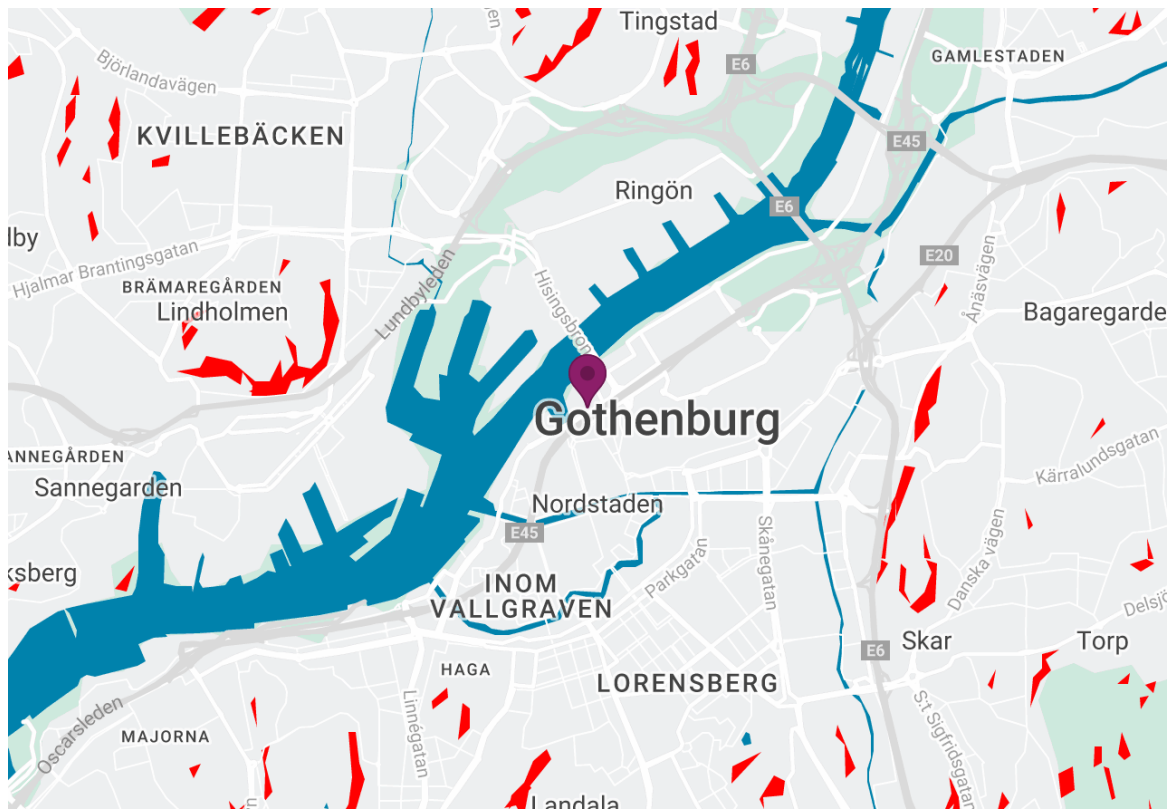 Tingstad
GAMLESTADEN
E6
Björlandavägen
KVILLEBÄCKEN
E45
Ringön
E6
lby
Hjalmar Brantingsgatan
E20
Ånäsvägen
BRÄMAREGÅRDEN
Lindholmen
Lundbyleden
Hisingsbron
Bagaregarde
Gothenburg
ANNEGÅRDEN
Sannegarden
Kärralundsgatan
Nordstaden
E45
Skånegatan
Danska vägen
Parkgatan
ksberg
INOM
VALLGRAVEN
Delsjö
E6
Skar
Torp
HAGA
LORENSBERG
Linnégatan
S:t Sigfridsgatan
Oscarsleden
MAJORNA
Landala